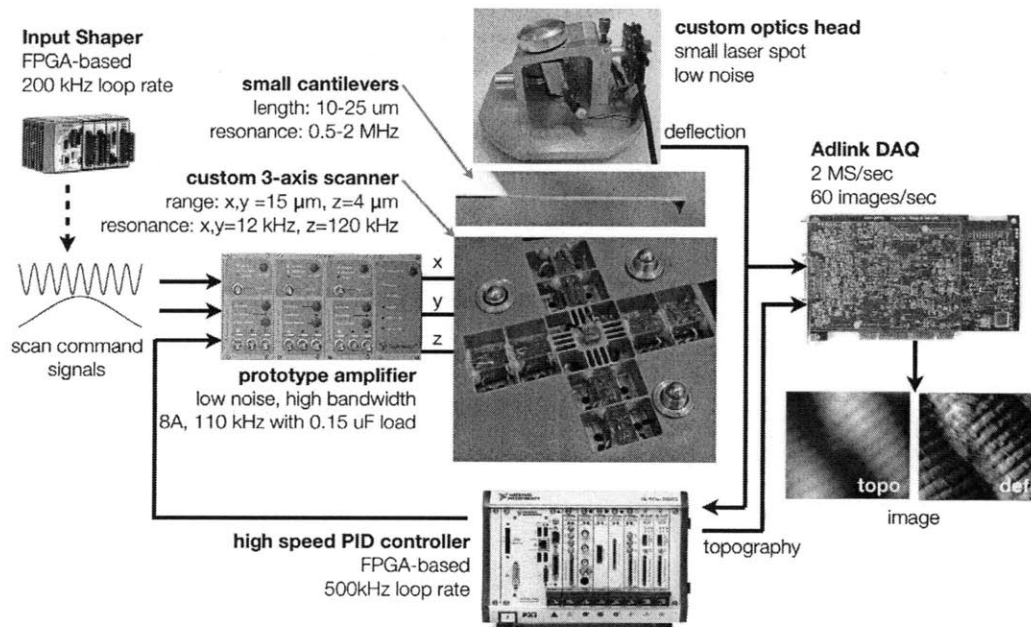 Input Shaper
FPGA-based
200 kHz loop rate
custom optics head
small laser spot
low noise
small cantilevers
length: 10-25 um
resonance: 0.5-2 MHz
deflection
Adlink DAQ
2 MS/sec
60 images/sec
custom 3-axis scanner
range: x,y =15 µm, z=4 µm
resonance: x,y=12 kHz, z=120 kHz
x
y
z
scan command
signals
prototype amplifier
low noise, high bandwidth
8A, 110 kHz with 0.15 uF load
topo
def
image
high speed PID controller
FPGA-based
500kHz loop rate
topography
PXI